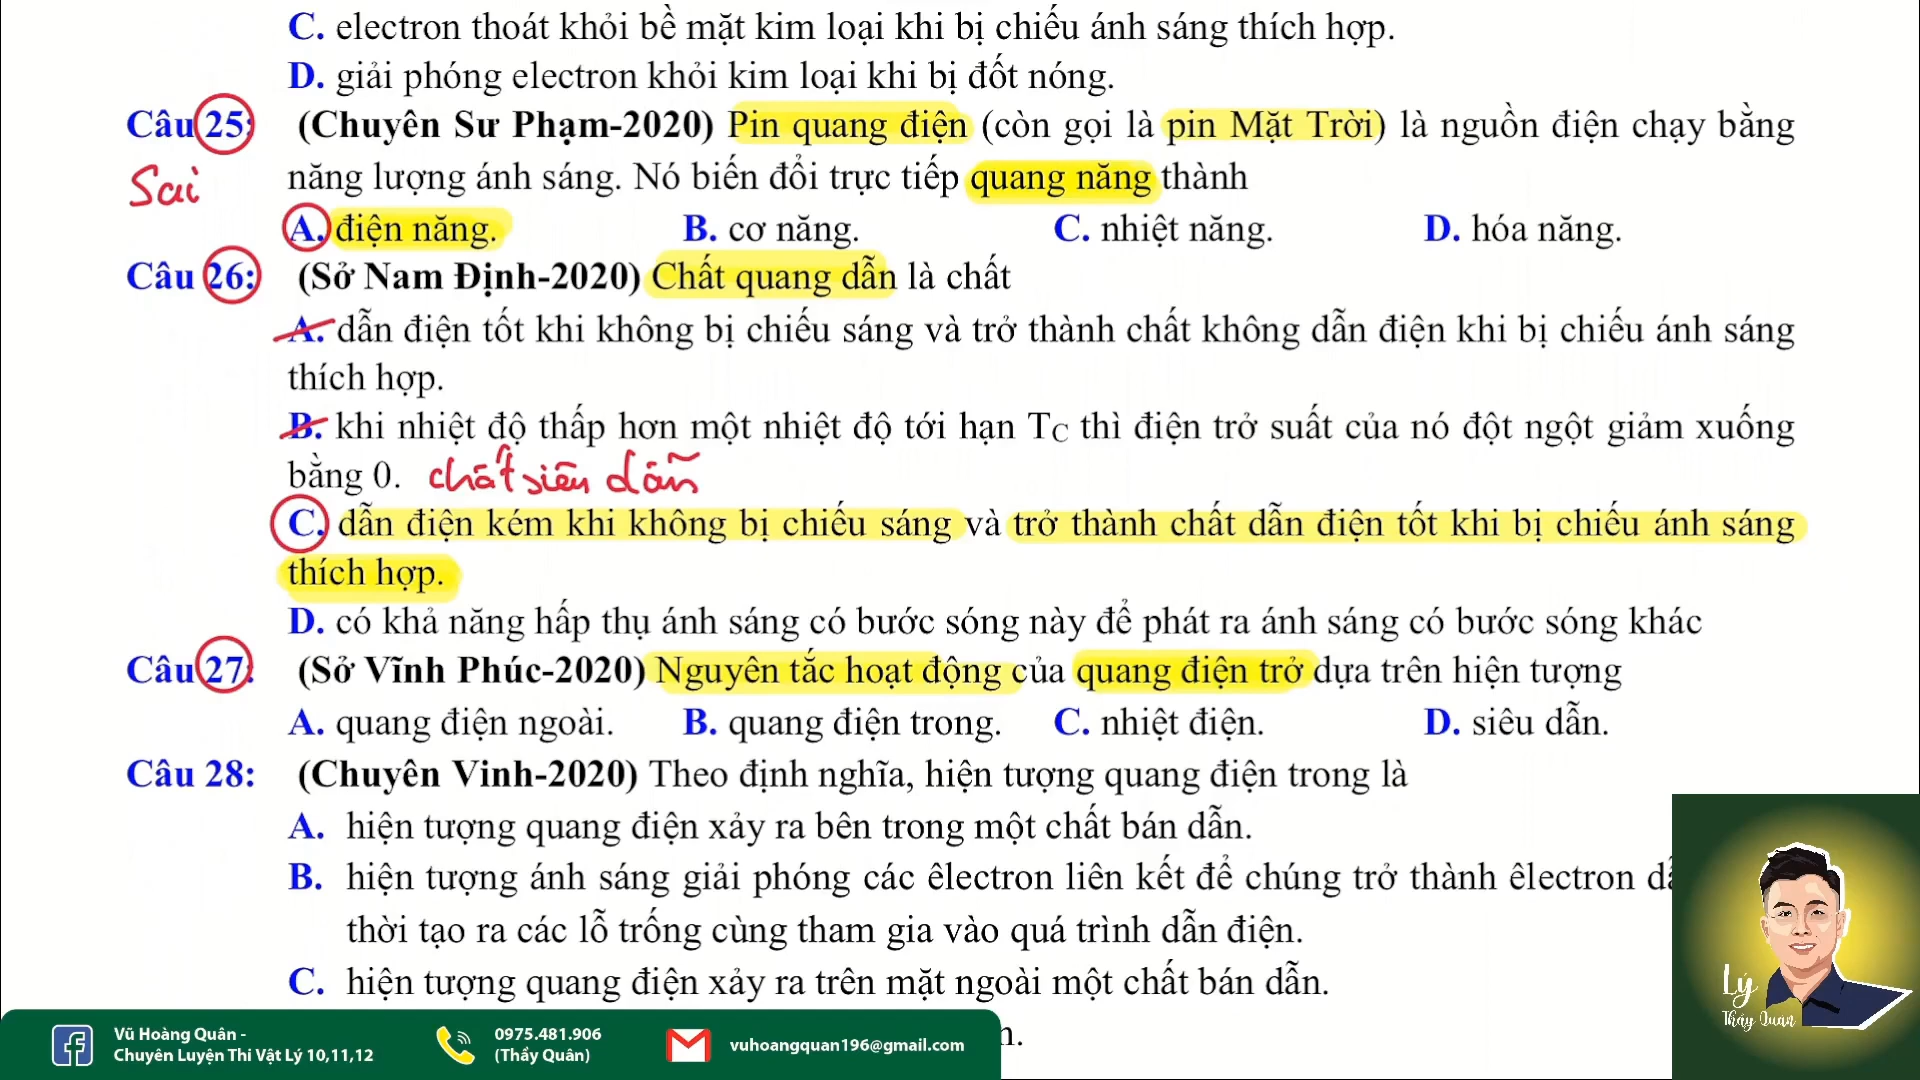 C. electron thoát khỏi bề mặt kim loại khi bị chiếu ánh sáng thích hợp.
D. giải phóng electron khỏi kim loại khi bị đốt nóng.
Câu 25: (Chuyên Sư Phạm-2020) Pin quang điện (còn gọi là pin Mặt Trời) là nguồn điện chạy bằng
Sai năng lượng ánh sáng. Nó biến đổi trực tiếp quang năng thành
A. điện năng. B. cơ năng. C. nhiệt năng. D. hóa năng.
Câu 26: (Sở Nam Định-2020) Chất quang dẫn là chất
A. dẫn điện tốt khi không bị chiếu sáng và trở thành chất không dẫn điện khi bị chiếu ánh sáng
thích hợp.
B. khi nhiệt độ thấp hơn một nhiệt độ tới hạn TC thì điện trở suất của nó đột ngột giảm xuống
bằng 0. chất siêu dẫn
C. dẫn điện kém khi không bị chiếu sáng và trở thành chất dẫn điện tốt khi bị chiếu ánh sáng
thích hợp.
D. có khả năng hấp thụ ánh sáng có bước sóng này để phát ra ánh sáng có bước sóng khác
Câu 27: (Sở Vĩnh Phúc-2020) Nguyên tắc hoạt động của quang điện trở dựa trên hiện tượng
A. quang điện ngoài. B. quang điện trong. C. nhiệt điện. D. siêu dẫn.
Câu 28: (Chuyên Vinh-2020) Theo định nghĩa, hiện tượng quang điện trong là
A. hiện tượng quang điện xảy ra bên trong một chất bán dẫn.
B. hiện tượng ánh sáng giải phóng các êlectron liên kết để chúng trở thành êlectron
thời tạo ra các lỗ trống cùng tham gia vào quá trình dẫn điện.
C. hiện tượng quang điện xảy ra trên mặt ngoài một chất bán dẫn.
Vũ Hoàng Quân -
Chuyên Luyện Thi Vật Lý 10,11,12
0975.481.906
(Thầy Quân)
vuhoangquan196@gmail.com
Lý
Thầy Quân